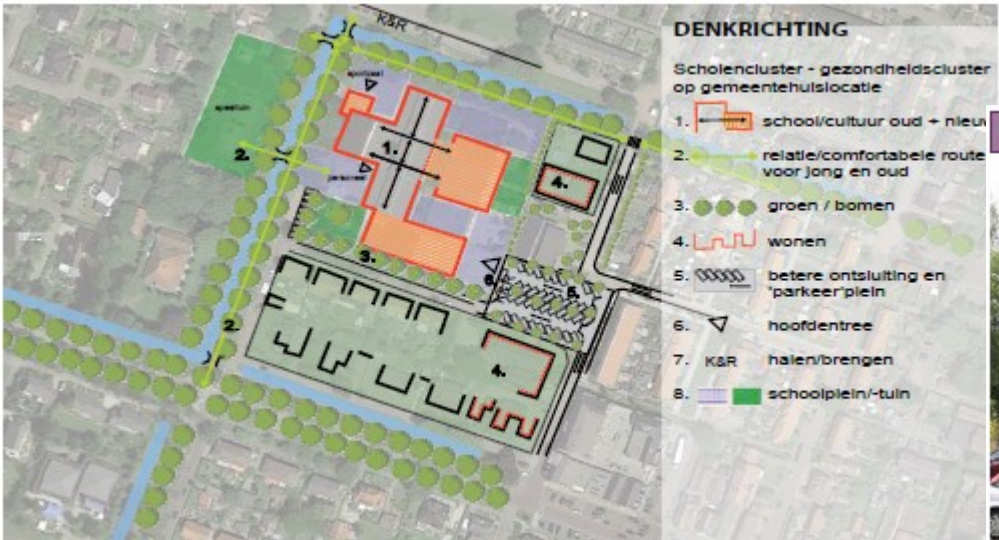 K&R
sportzaal
speeltuin
2.
1.
personeel
4.
3.
6.
5.
2.
4.
DENKRICHTING
Scholencluster - gezondheidscluster
op gemeentehuislocatie
1. school/cultuur oud + nieuw
2. relatie/comfortabele route
voor jong en oud
3. groen / bomen
4. wonen
5. betere ontsluiting en
'parkeer'plein
6. hoofdentree
7. K&R halen/brengen
8. schoolplein/-tuin